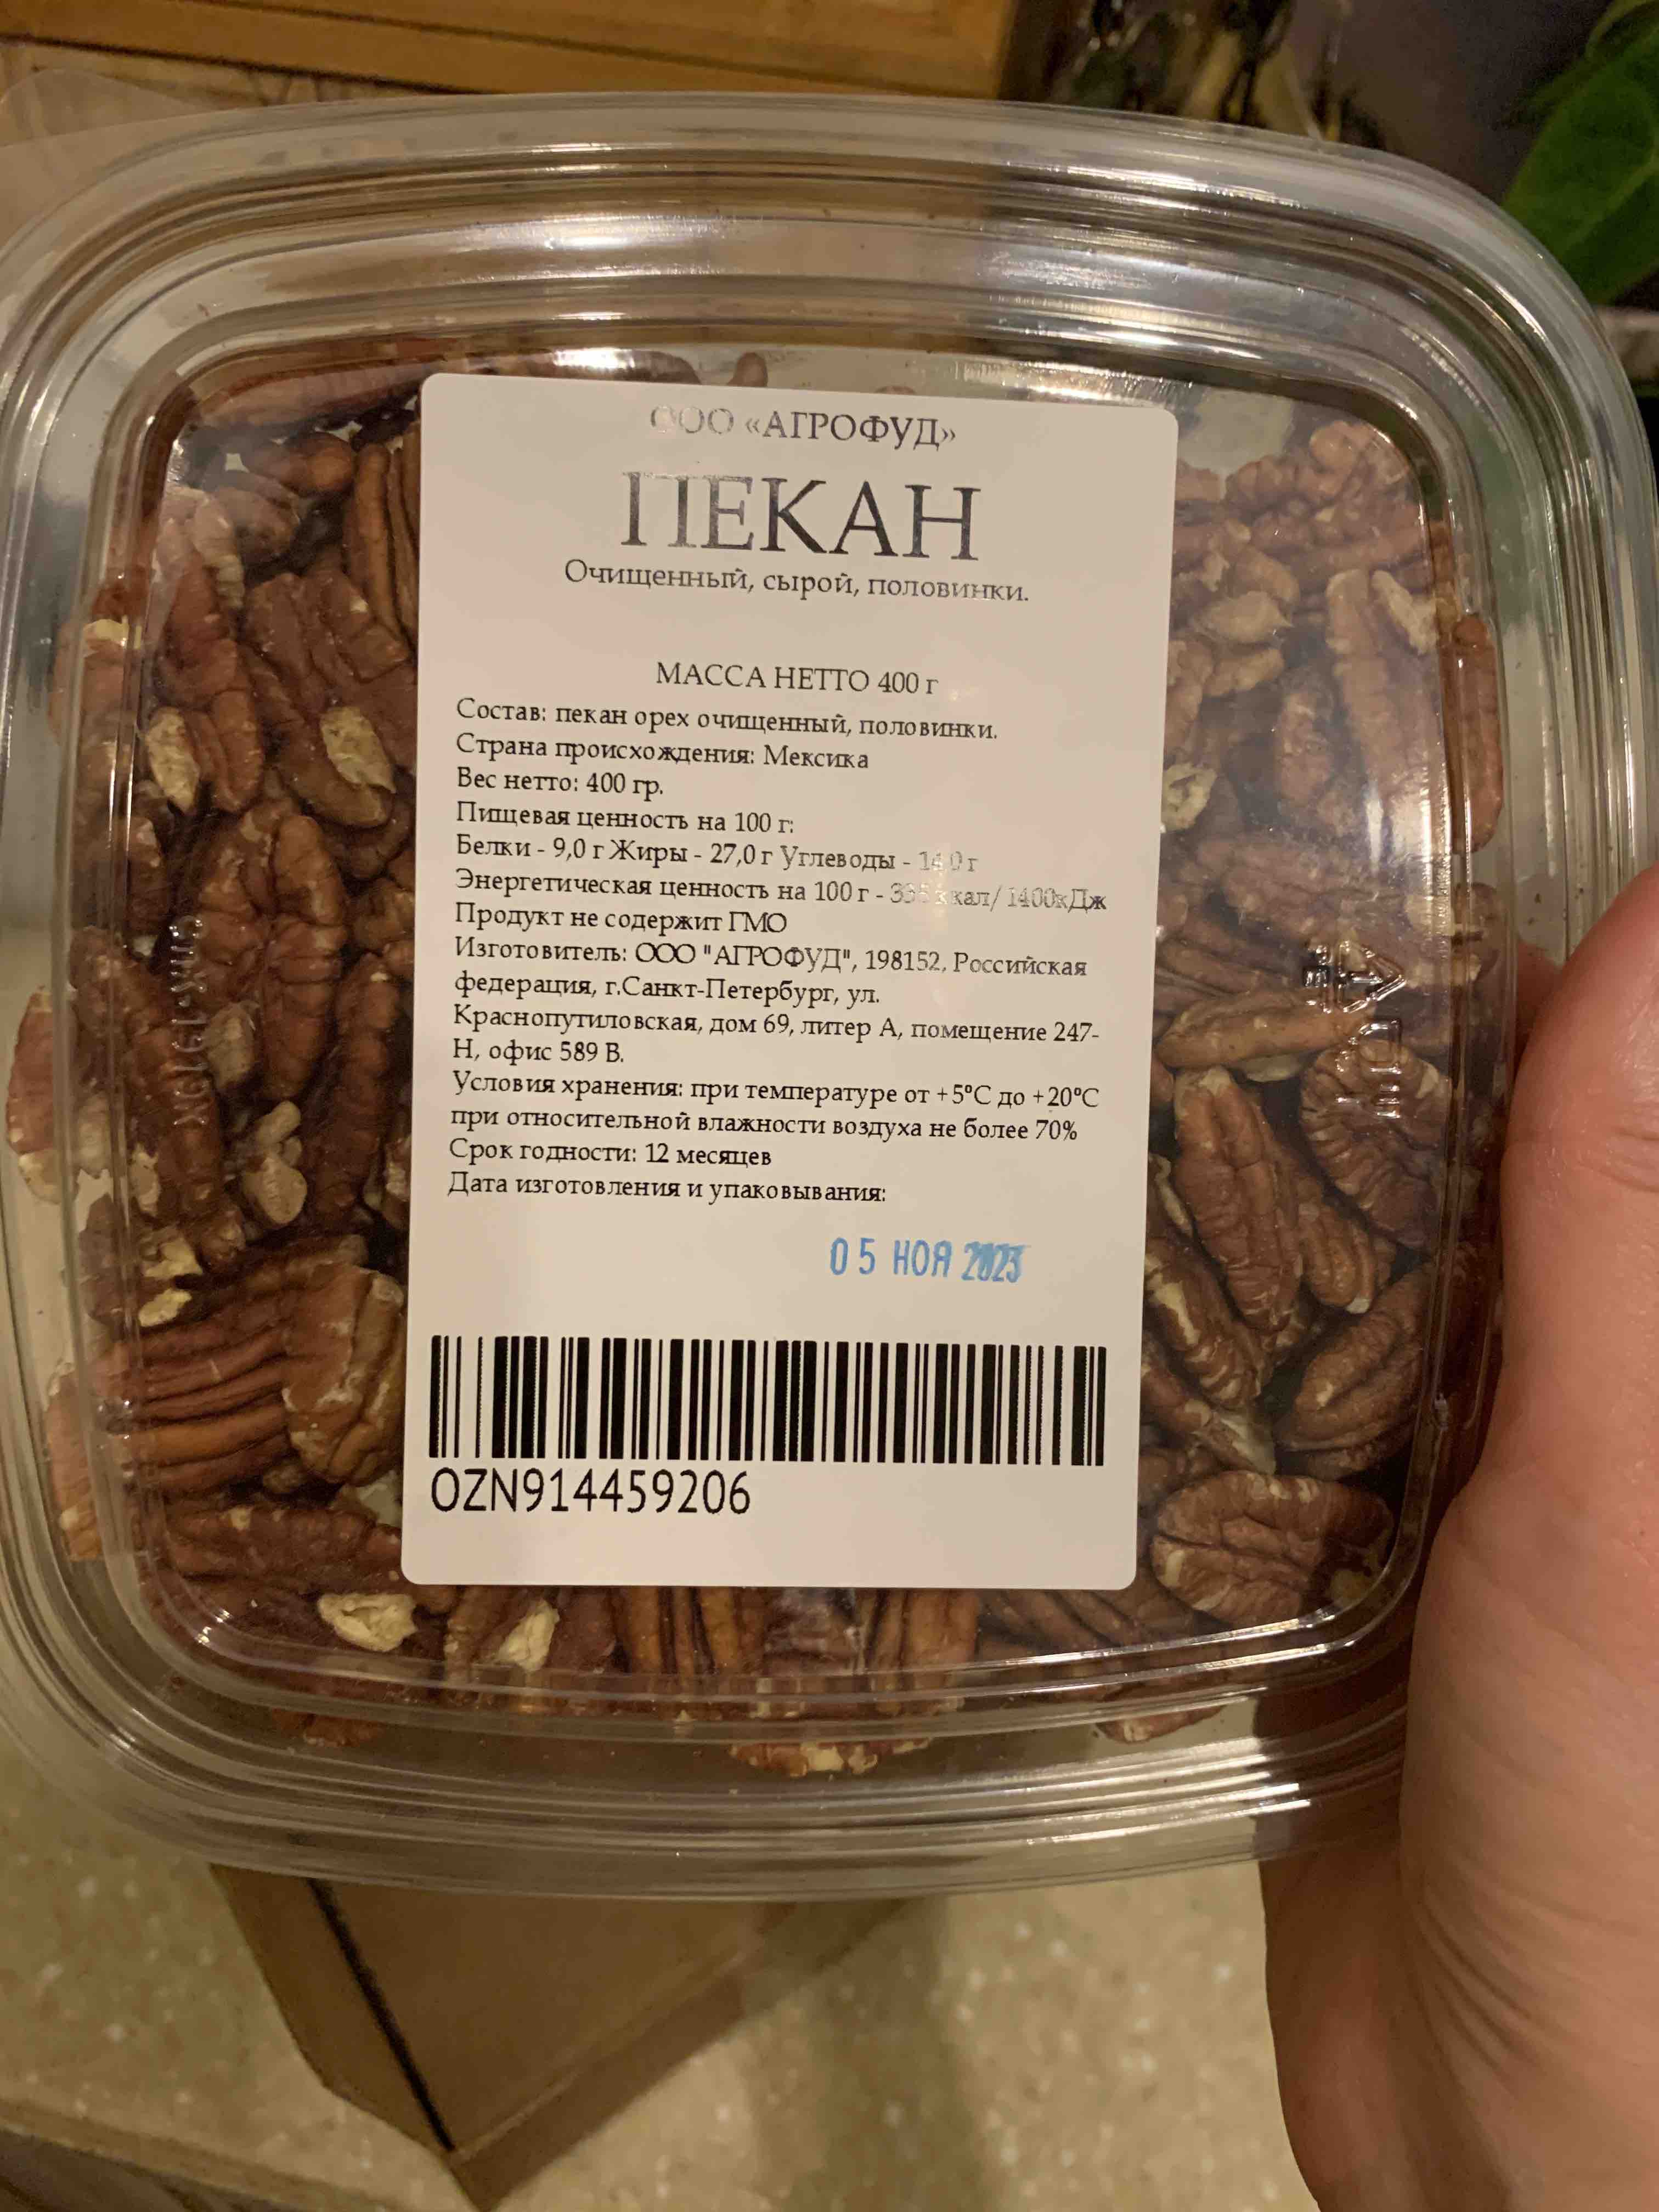 ООО «АГРОФУД»
ПЕКАН
Очищенный, сырой, половинки.
МАССА НЕТТО 400 г
Состав: пекан орех очищенный, половинки.
Страна происхождения: Мексика
Вес нетто: 400 гр.
Пищевая ценность на 100 г:
Белки - 9,0 г Жиры - 27,0 г Углеводы - 14,0 г
Энергетическая ценность на 100 г - ккал/ 1400кДж
Продукт не содержит ГМО
Изготовитель: ООО "АГРОФУД", 198152, Российская
федерация, г.Санкт-Петербург, ул.
Краснопутиловская, дом 69, литер А, помещение 247-
Н, офис 589 В.
Условия хранения: при температуре от +5°С до +20°С
при относительной влажности воздуха не более 70%
Срок годности: 12 месяцев
Дата изготовления и упаковывания:
05 НОЯ 2023
OZN914459206